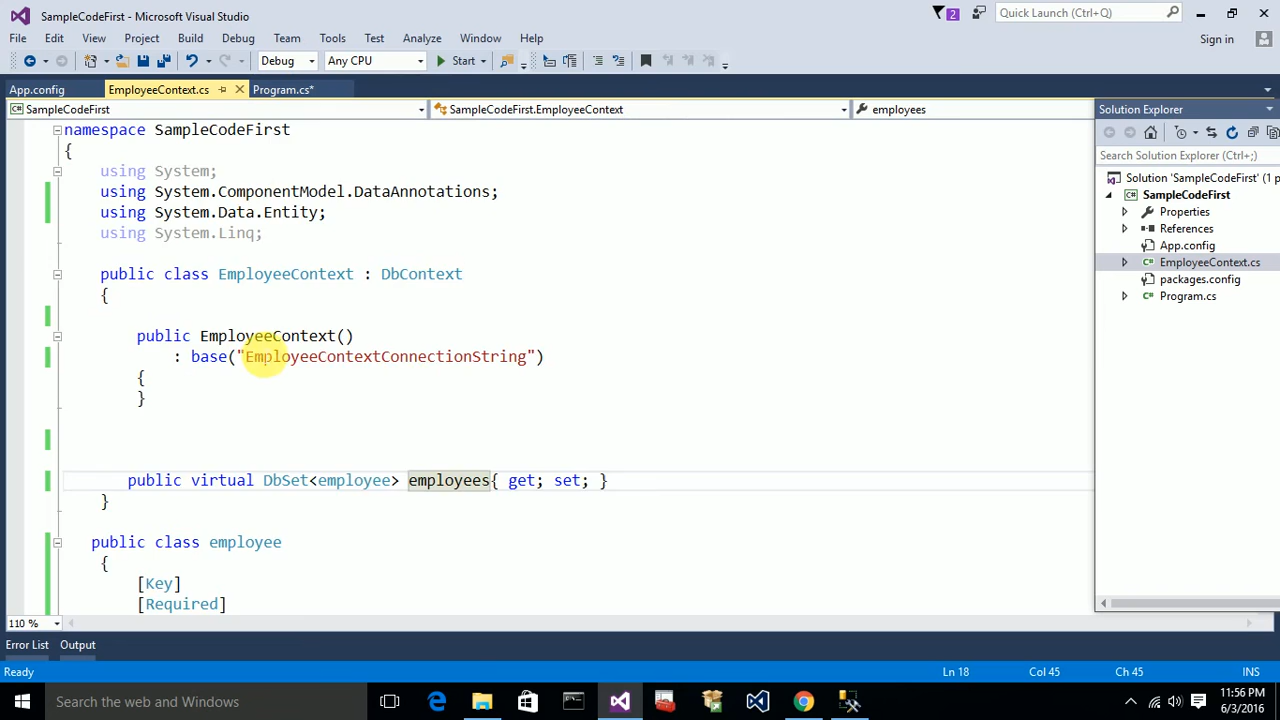 SampleCodeFirst - Microsoft Visual Studio
2
Quick Launch (Ctrl+Q)
File Edit View Project Build Debug Team Tools Test Analyze Window Help
Sign in
Debug Any CPU Start
App.config EmployeeContext.cs Program.cs*
SampleCodeFirst SampleCodeFirst.EmployeeContext employees
namespace SampleCodeFirst
{
using System;
using System.ComponentModel.DataAnnotations;
using System.Data.Entity;
using System.Linq;
public class EmployeeContext : DbContext
{
public EmployeeContext()
: base("EmployeeContextConnectionString")
{
}
public virtual DbSet<employee> employees{ get; set; }
}
public class employee
{
[Key]
[Required]
110 %
Solution Explorer
Search Solution Explorer (Ctrl+;)
Solution 'SampleCodeFirst' (1 p
SampleCodeFirst
Properties
References
App.config
EmployeeContext.cs
packages.config
Program.cs
Error List Output
Ready Ln 18 Col 45 Ch 45 INS
Search the web and Windows
11:56 PM
6/3/2016